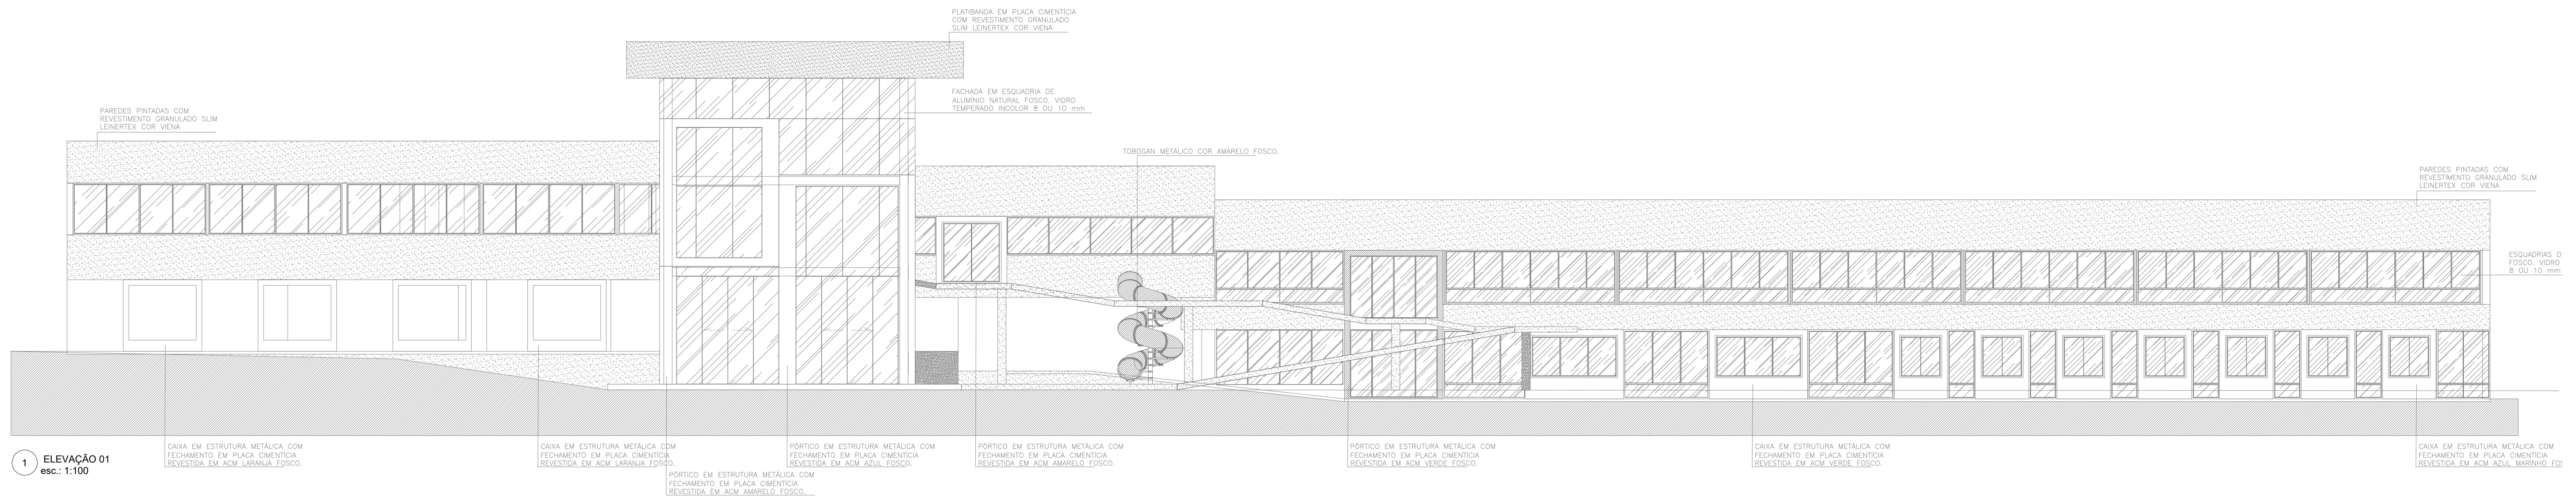 PLATIBANDA EM PLACA CIMENTÍCIA
COM REVESTIMENTO GRANULADO
SLIM LEINERTEX COR VIENA
FACHADA EM ESQUADRIA DE
ALUMÍNIO NATURAL FOSCO. VIDRO
TEMPERADO INCOLOR 8 OU 10 mm
PAREDES PINTADAS COM
REVESTIMENTO GRANULADO SLIM
LEINERTEX COR VIENA
TOBOGAN METÁLICO COR AMARELO FOSCO.
PAREDES PINTADAS COM
REVESTIMENTO GRANULADO SLIM
LEINERTEX COR VIENA
ESQUADRIAS D
FOSCO. VIDRO
8 OU 10 mm
CAIXA EM ESTRUTURA METÁLICA COM
FECHAMENTO EM PLACA CIMENTÍCIA
REVESTIDA EM ACM LARANJA FOSCO.
CAIXA EM ESTRUTURA METÁLICA COM
FECHAMENTO EM PLACA CIMENTÍCIA
REVESTIDA EM ACM LARANJA FOSCO.
PÓRTICO EM ESTRUTURA METÁLICA COM
FECHAMENTO EM PLACA CIMENTÍCIA
REVESTIDA EM ACM AMARELO FOSCO.
PÓRTICO EM ESTRUTURA METÁLICA COM
FECHAMENTO EM PLACA CIMENTÍCIA
REVESTIDA EM ACM AZUL FOSCO.
PÓRTICO EM ESTRUTURA METÁLICA COM
FECHAMENTO EM PLACA CIMENTÍCIA
REVESTIDA EM ACM AMARELO FOSCO.
PÓRTICO EM ESTRUTURA METÁLICA COM
FECHAMENTO EM PLACA CIMENTÍCIA
REVESTIDA EM ACM VERDE FOSCO.
CAIXA EM ESTRUTURA METÁLICA COM
FECHAMENTO EM PLACA CIMENTÍCIA
REVESTIDA EM ACM VERDE FOSCO.
CAIXA EM ESTRUTURA METÁLICA COM
FECHAMENTO EM PLACA CIMENTÍCIA
REVESTIDA EM ACM AZUL MARINHO FOS
1 ELEVAÇÃO 01
esc.: 1:100